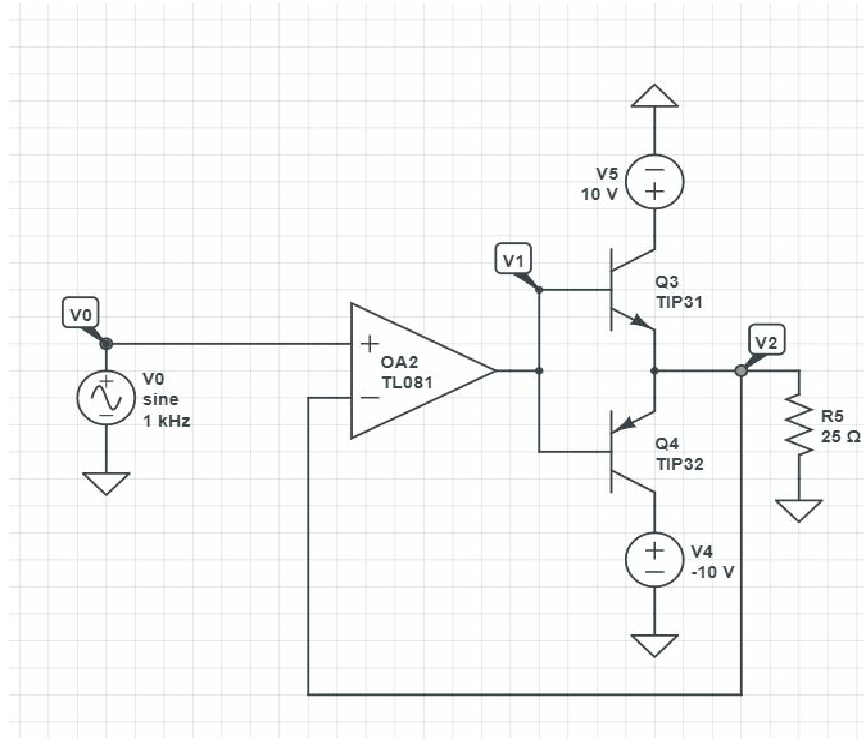 V5
10 V
V1
Q3
TIP31
V0
V2
OA2
TL081
V0
sine
1 kHz
R5
25 Ω
Q4
TIP32
V4
-10 V